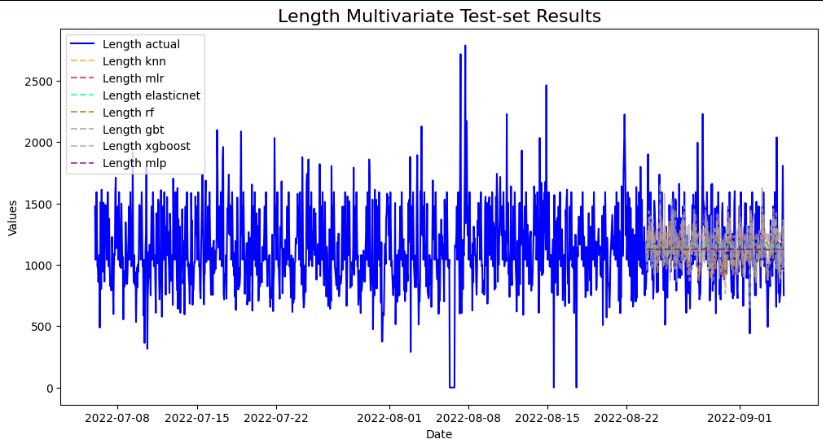 Length Multivariate Test-set Results
Length actual
Length knn
Length mlr
Length elasticnet
Length rf
Length gbt
Length xgboost
Length mlp
Values
2500
2000
1500
1000
500
0
2022-07-08
2022-07-15
2022-07-22
2022-08-01
2022-08-08
2022-08-15
2022-08-22
2022-09-01
Date